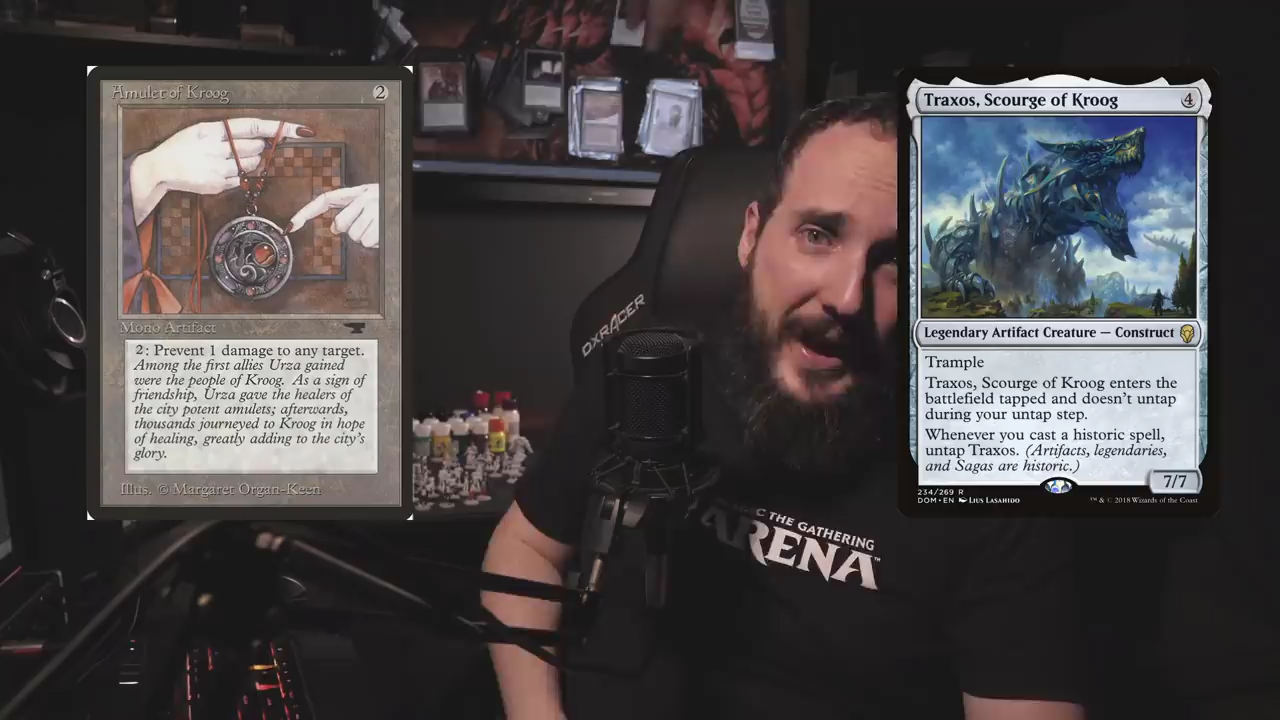 Amulet of Kroog
2
Mono Artifact
2: Prevent 1 damage to any target.
Among the first allies Urza gained
were the people of Kroog. As a sign of
friendship, Urza gave the healers of
the city potent amulets; afterwards,
thousands journeyed to Kroog in hope
of healing, greatly adding to the city's
glory.
Illus. © Margaret Organ-Keen
DXRACER
C THE GATHERING
ARENA
Traxos, Scourge of Kroog
4
Legendary Artifact Creature — Construct
Trample
Traxos, Scourge of Kroog enters the
battlefield tapped and doesn't untap
during your untap step.
Whenever you cast a historic spell,
untap Traxos. (Artifacts, legendaries,
and Sagas are historic.)
7/7
234/269 R
DOM • EN Lius Lasahido
™ & © 2018 Wizards of the Coast